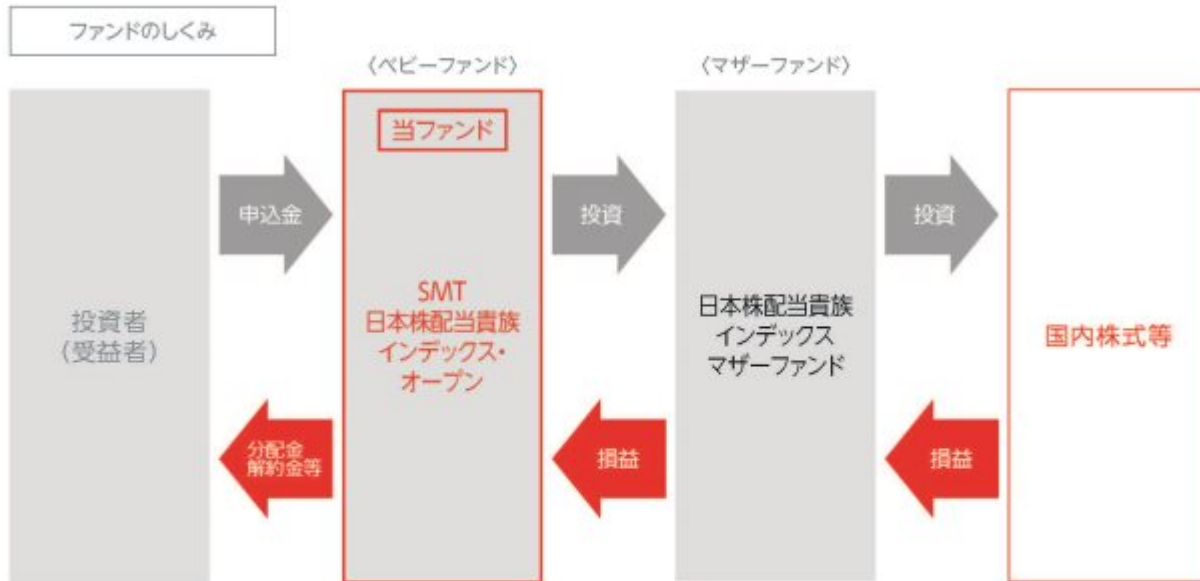 ファンドのしくみ
〈ベビーファンド〉
〈マザーファンド〉
当ファンド
申込金
投資
投資
投資者
(受益者)
SMT
日本株配当貴族
インデックス・
オープン
日本株配当貴族
インデックス
マザーファンド
国内株式等
分配金
解約金等
損益
損益